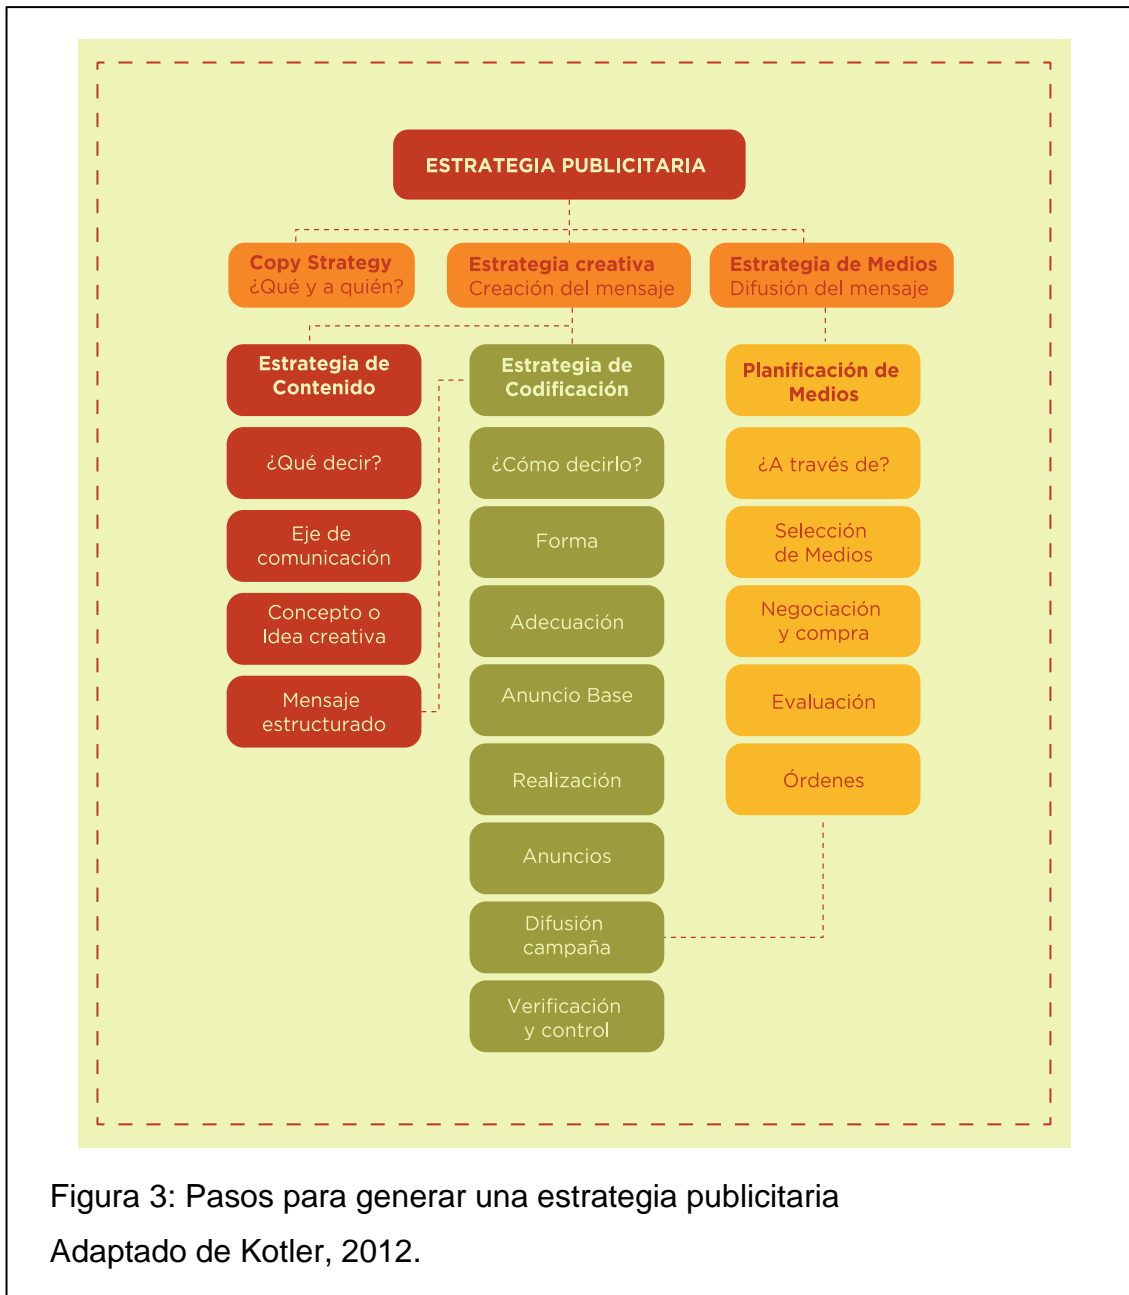 ESTRATEGIA PUBLICITARIA
Copy Strategy
¿Qué y a quién?
Estrategia creativa
Creación del mensaje
Estrategia de Medios
Difusión del mensaje
Estrategia de
Contenido
¿Qué decir?
Eje de
comunicación
Concepto o
Idea creativa
Mensaje
estructurado
Estrategia de
Codificación
¿Cómo decirlo?
Forma
Adecuación
Anuncio Base
Realización
Anuncios
Difusión
campaña
Verificación
y control
Planificación de
Medios
¿A través de?
Selección
de Medios
Negociación
y compra
Evaluación
Órdenes
Figura 3: Pasos para generar una estrategia publicitaria
Adaptado de Kotler, 2012.